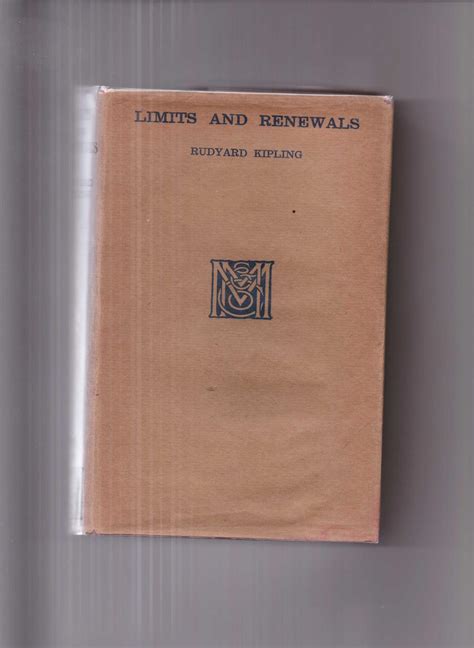 LIMITS AND RENEWALS
RUDYARD KIPLING